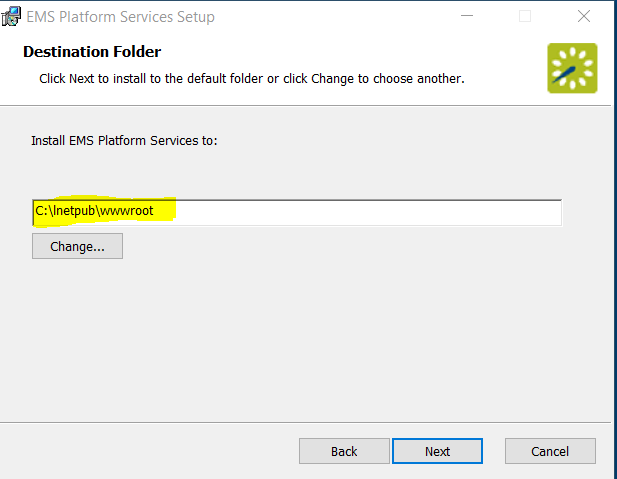 EMS Platform Services Setup
Destination Folder
Click Next to install to the default folder or click Change to choose another.
Install EMS Platform Services to:
C:\Inetpub\wwwroot
Change...
Back
Next
Cancel